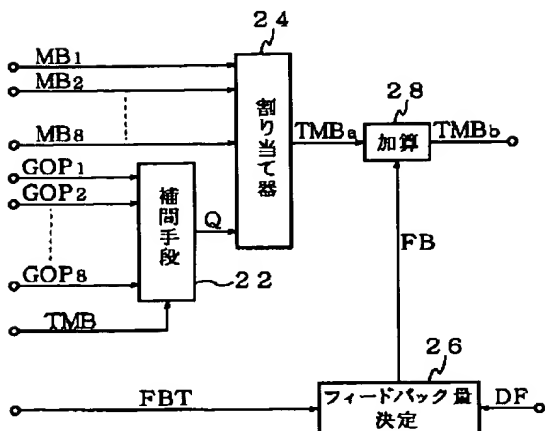 24
MB1
MB2
MB8
割り当て器
TMBa
28
加算
TMBb
GOP1
GOP2
GOP8
補間手段
Q
22
FB
TMB
26
FBT
フィードバック量
決定
DF